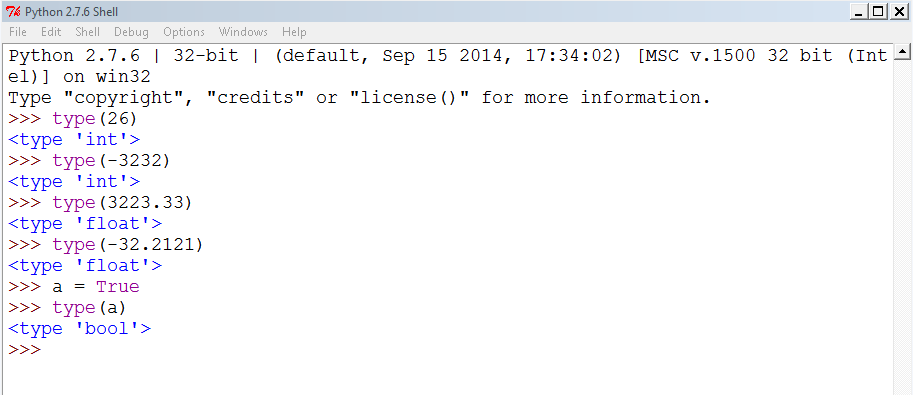 Python 2.7.6 Shell
File Edit Shell Debug Options Windows Help
Python 2.7.6 | 32-bit | (default, Sep 15 2014, 17:34:02) [MSC v.1500 32 bit (Int
el)] on win32
Type "copyright", "credits" or "license()" for more information.
>>> type(26)
<type 'int'>
>>> type(-3232)
<type 'int'>
>>> type(3223.33)
<type 'float'>
>>> type(-32.2121)
<type 'float'>
>>> a = True
>>> type(a)
<type 'bool'>
>>>